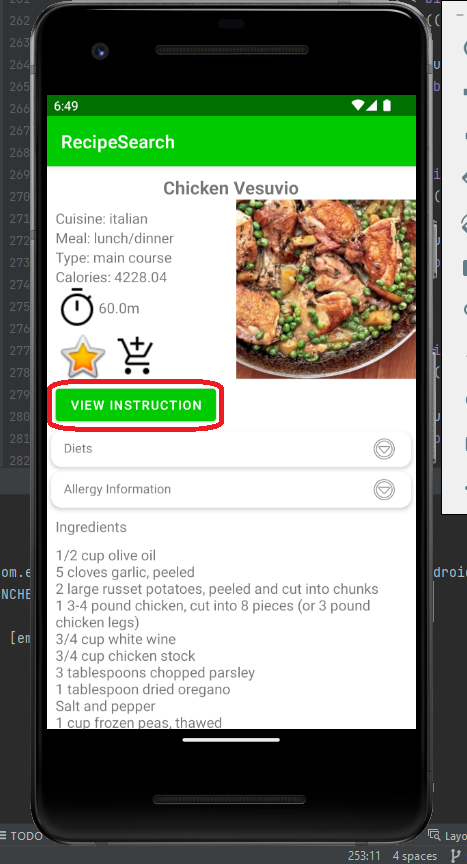 6:49
RecipeSearch
Chicken Vesuvio
Cuisine: italian
Meal: lunch/dinner
Type: main course
Calories: 4228.04
60.0m
VIEW INSTRUCTION
Diets
Allergy Information
Ingredients
1/2 cup olive oil
5 cloves garlic, peeled
2 large russet potatoes, peeled and cut into chunks
1 3-4 pound chicken, cut into 8 pieces (or 3 pound
chicken legs)
3/4 cup white wine
3/4 cup chicken stock
3 tablespoons chopped parsley
1 tablespoon dried oregano
Salt and pepper
1 cup frozen peas, thawed
262
263
264
265
266
267
268
269
270
271
272
273
274
275
276
277
278
279
280
281
282
om.e
droid
NCHE
[em
TODO
Layo
253:11 4 spaces